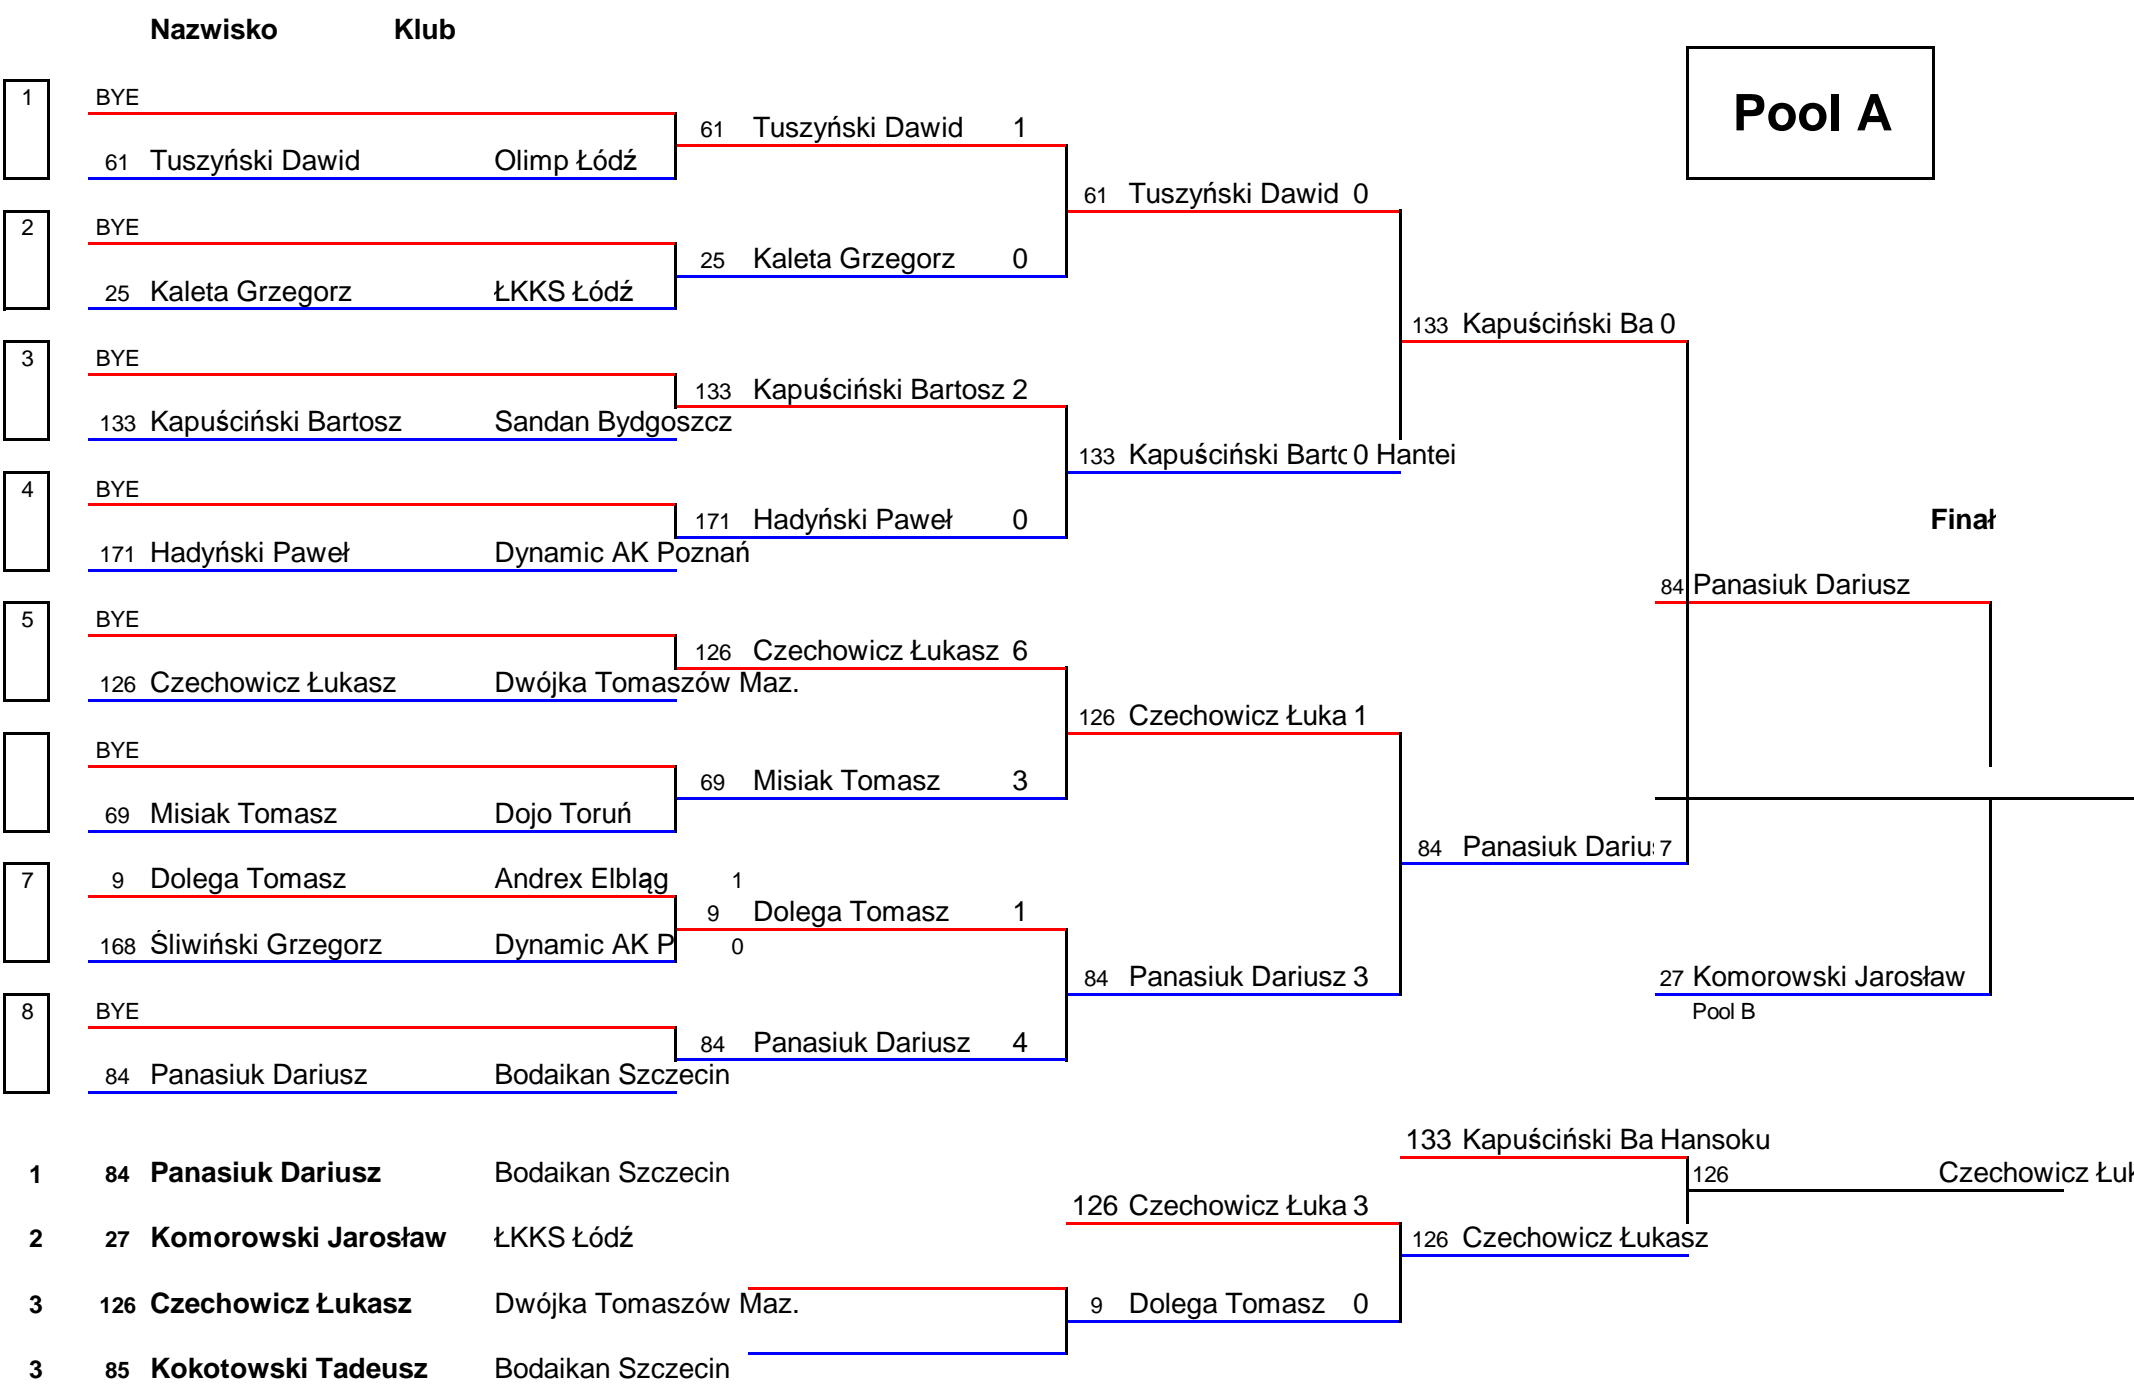 Nazwisko Klub
Pool A
1 BYE
61 Tuszyński Dawid 1
61 Tuszyński Dawid Olimp Łódź
61 Tuszyński Dawid 0
2 BYE
25 Kaleta Grzegorz 0
25 Kaleta Grzegorz ŁKKS Łódź
133 Kapuściński Ba 0
3 BYE
133 Kapuściński Bartosz 2
133 Kapuściński Bartosz Sandan Bydgoszcz
133 Kapuściński Barto 0 Hantei
4 BYE
171 Hadyński Paweł 0
Finał
171 Hadyński Paweł Dynamic AK Poznań
84 Panasiuk Dariusz
5 BYE
126 Czechowicz Łukasz 6
126 Czechowicz Łukasz Dwójka Tomaszów Maz.
126 Czechowicz Łuka 1
BYE
69 Misiak Tomasz 3
69 Misiak Tomasz Dojo Toruń
84 Panasiuk Darius 7
7 9 Dolega Tomasz Andrex Elbląg 1
9 Dolega Tomasz 1
168 Śliwiński Grzegorz Dynamic AK P 0
84 Panasiuk Dariusz 3
27 Komorowski Jarosław
8 BYE
Pool B
84 Panasiuk Dariusz 4
84 Panasiuk Dariusz Bodaikan Szczecin
133 Kapuściński Ba Hansoku
1 84 Panasiuk Dariusz Bodaikan Szczecin
126 Czechowicz Łuk
126 Czechowicz Łuka 3
2 27 Komorowski Jarosław ŁKKS Łódź
126 Czechowicz Łukasz
3 126 Czechowicz Łukasz Dwójka Tomaszów Maz.
9 Dolega Tomasz 0
3 85 Kokotowski Tadeusz Bodaikan Szczecin